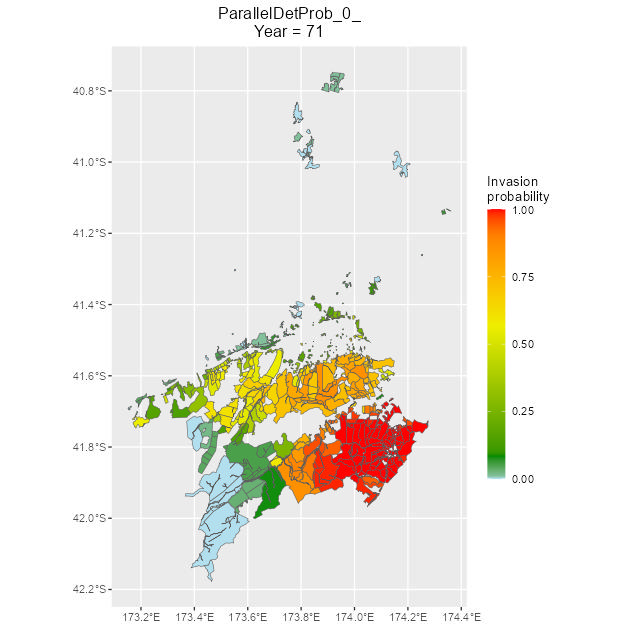 ParallelDetProb_0_
Year = 71
40.8°S
41.0°S
41.2°S
41.4°S
41.6°S
41.8°S
42.0°S
42.2°S
173.2°E 173.4°E 173.6°E 173.8°E 174.0°E 174.2°E 174.4°E
Invasion
probability
1.00
0.75
0.50
0.25
0.00